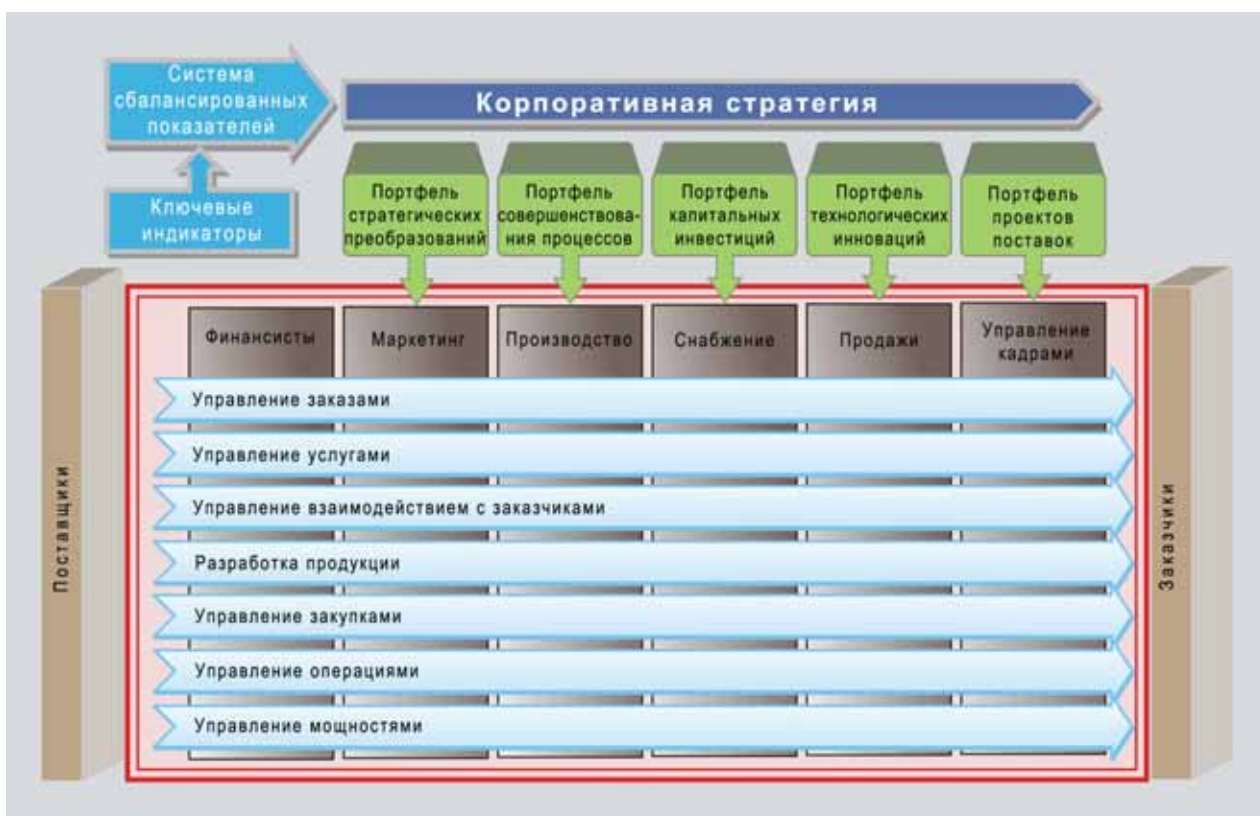 Система
сбалансированных
показателей
Корпоративная стратегия
Ключевые
индикаторы
Портфель
стратегических
преобразований
Портфель
совершенствова-
ния процессов
Портфель
капитальных
инвестиций
Портфель
технологических
инноваций
Портфель
проектов
поставок
Поставщики
Финансисты
Маркетинг
Производство
Снабжение
Продажи
Управление
кадрами
Управление заказами
Управление услугами
Управление взаимодействием с заказчиками
Разработка продукции
Управление закупками
Управление операциями
Управление мощностями
Заказчики